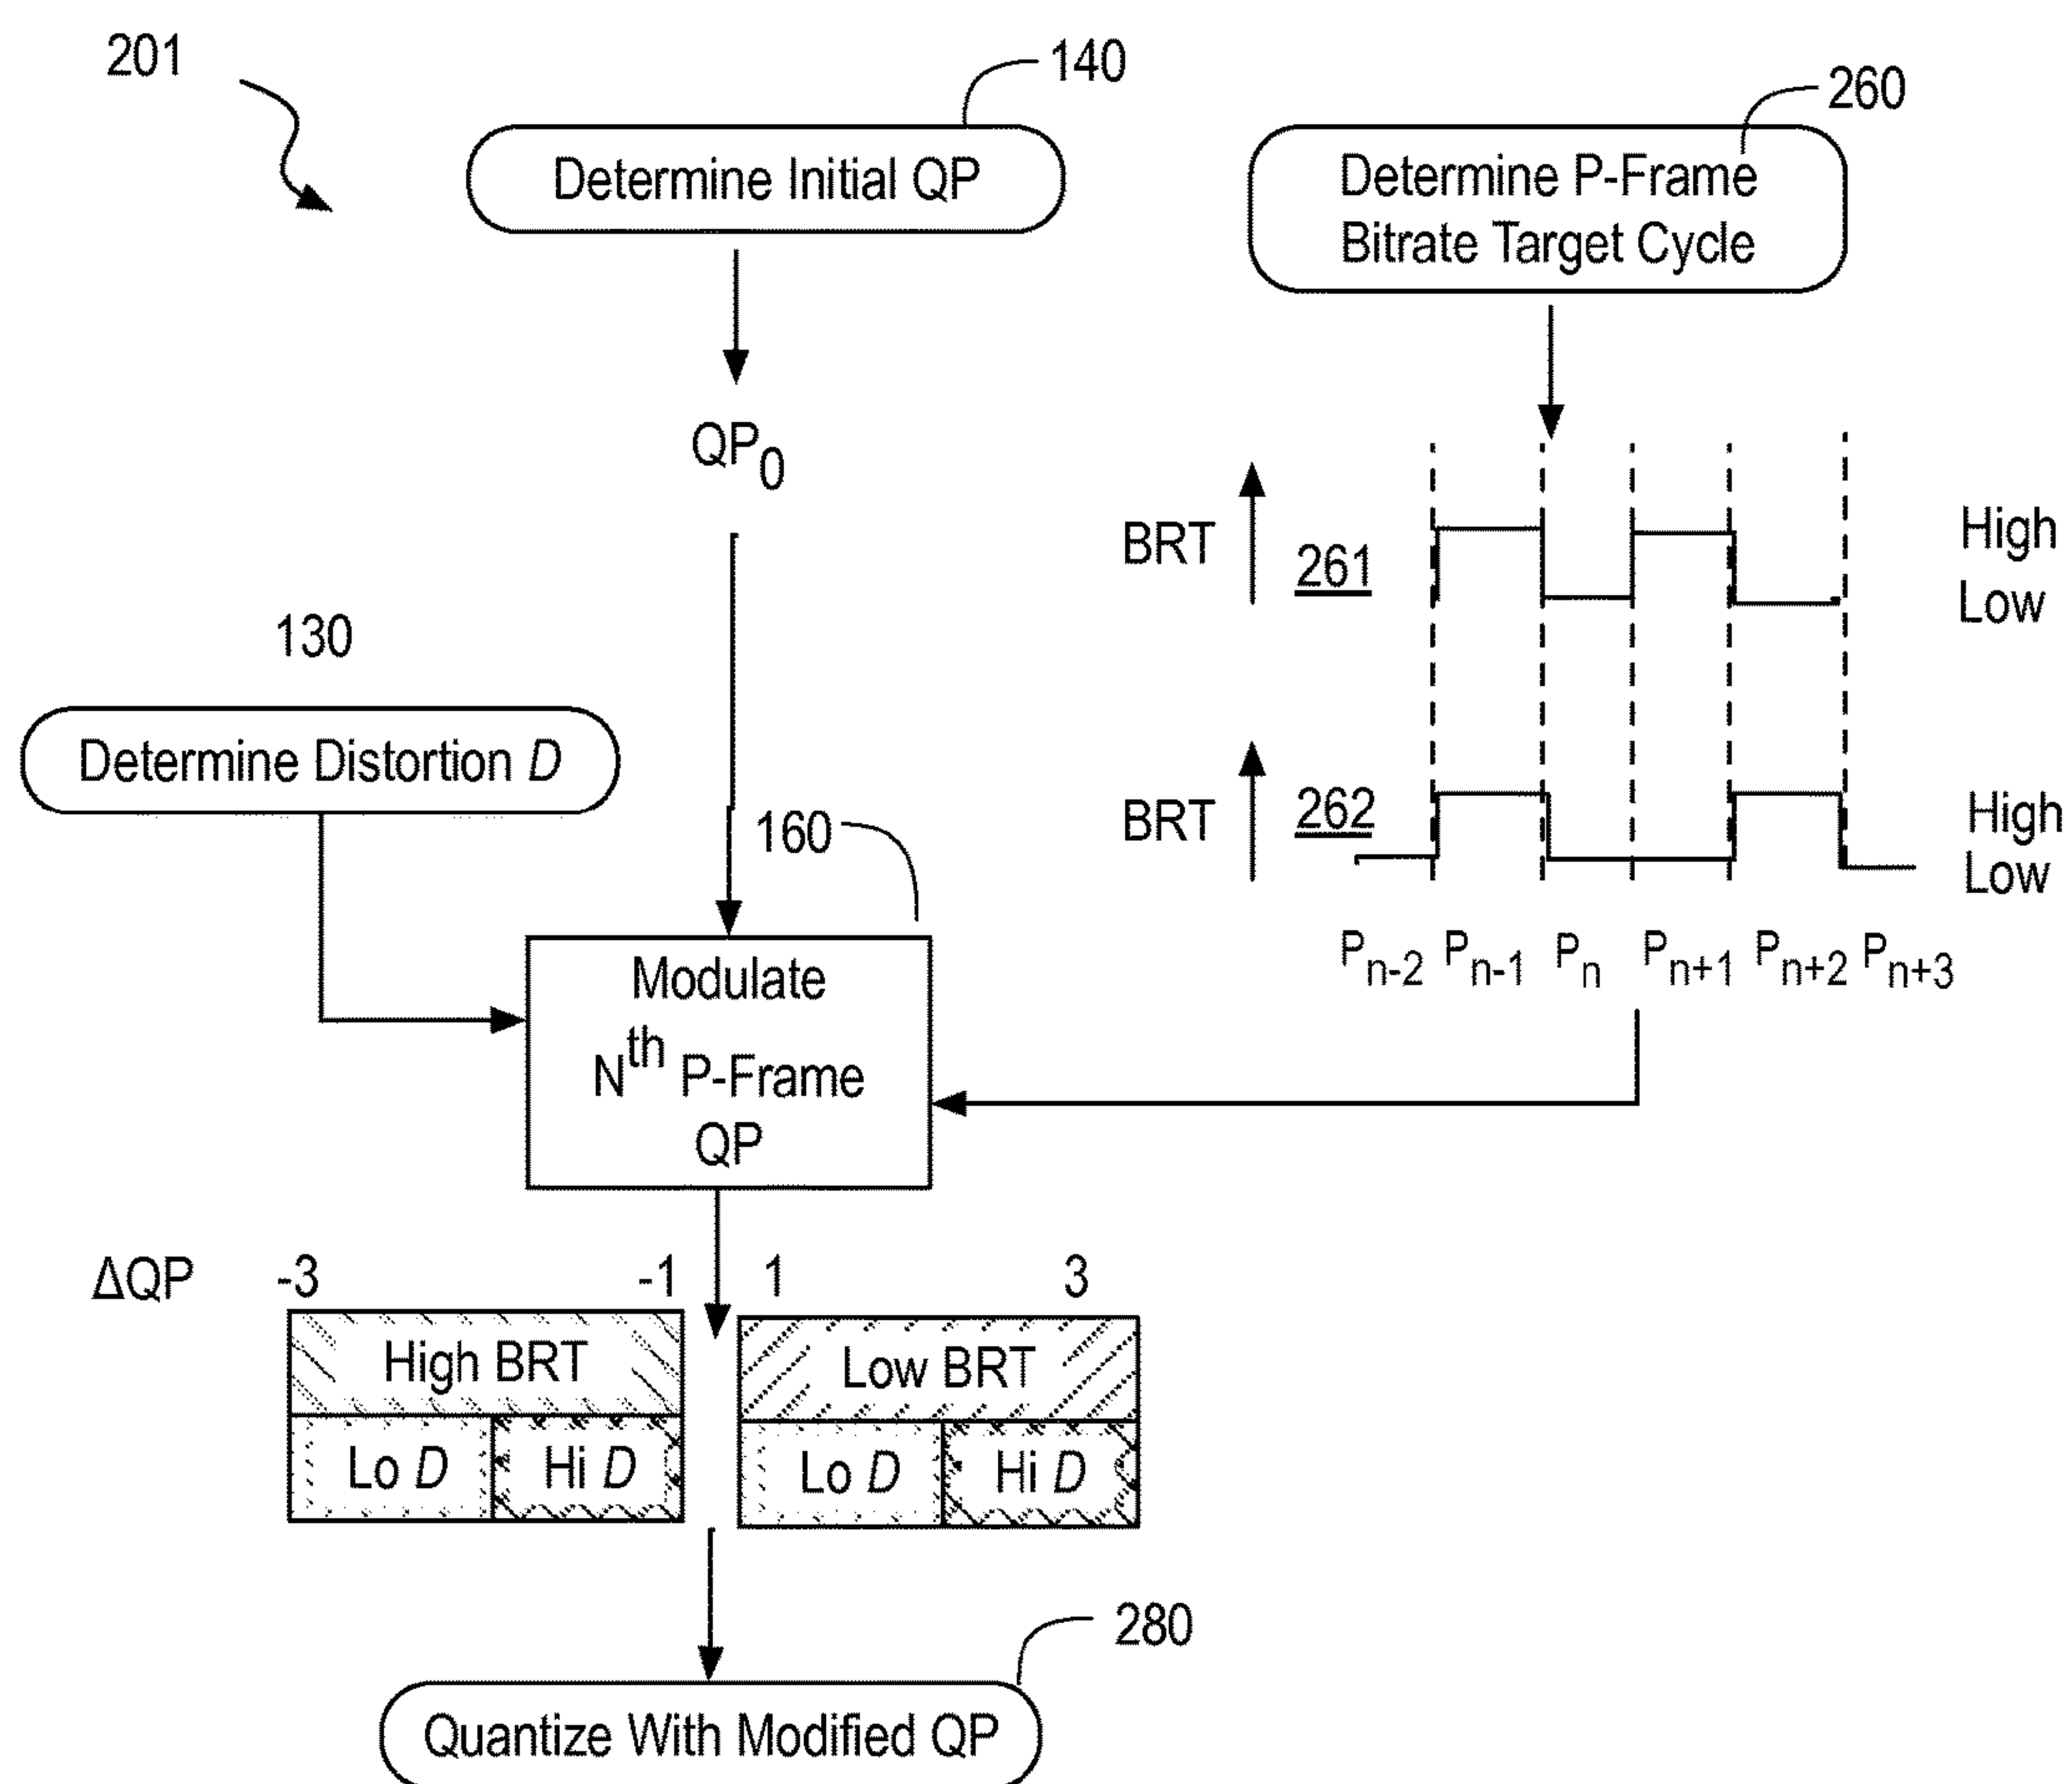 201
140
260
Determine Initial QP
Determine P-Frame
Bitrate Target Cycle
QP0
BRT
261
High
Low
130
Determine Distortion D
BRT
262
High
Low
160
Pn-2 Pn-1 Pn Pn+1 Pn+2 Pn+3
Modulate
Nth P-Frame
QP
ΔQP -3 -1 1 3
High BRT
Low BRT
Lo D
Hi D
Lo D
Hi D
280
Quantize With Modified QP